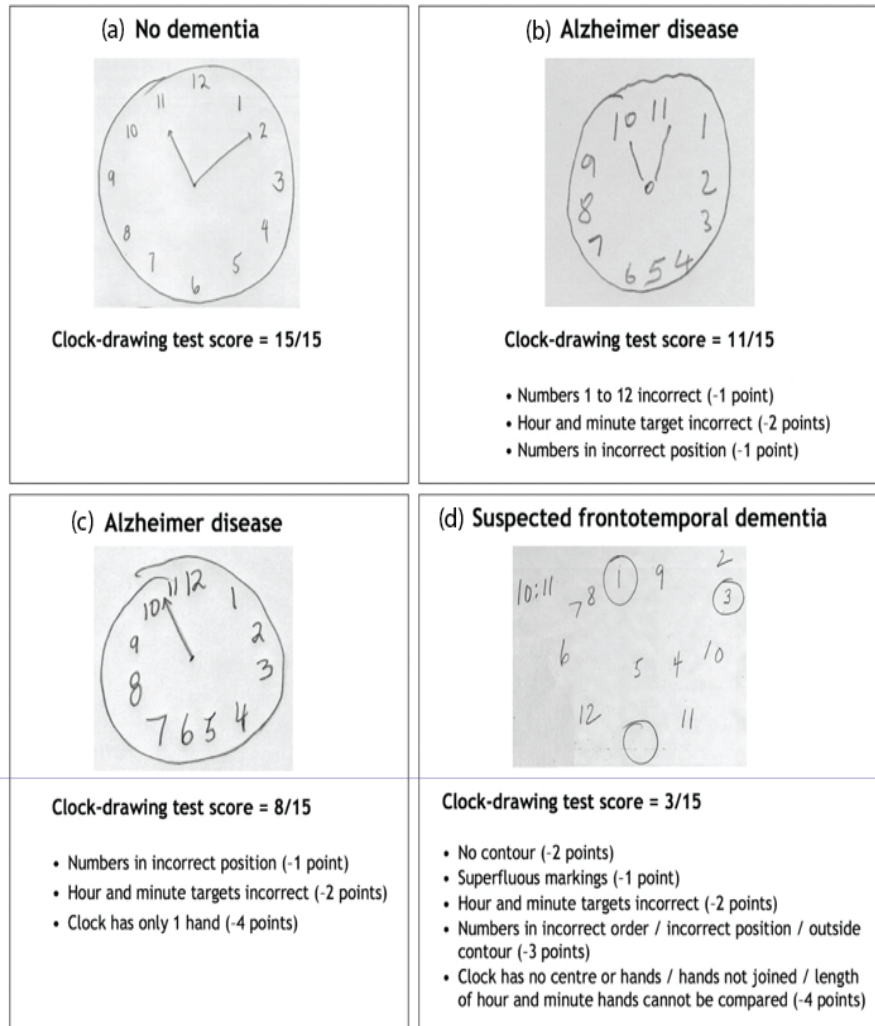 (a) No dementia
12
11 1
10 2
9 3
8 4
7 5
6
Clock-drawing test score = 15/15
(b) Alzheimer disease
10 11
1
9
2
8
3
7
6 5 4
Clock-drawing test score = 11/15
• Numbers 1 to 12 incorrect (-1 point)
• Hour and minute target incorrect (-2 points)
• Numbers in incorrect position (-1 point)
(c) Alzheimer disease
10 11 12
1
9 2
8 3
7 6 5 4
Clock-drawing test score = 8/15
• Numbers in incorrect position (-1 point)
• Hour and minute targets incorrect (-2 points)
• Clock has only 1 hand (-4 points)
(d) Suspected frontotemporal dementia
2
10:11 7 8 1 9 3
6 5 4 10
12 11
Clock-drawing test score = 3/15
• No contour (-2 points)
• Superfluous markings (-1 point)
• Hour and minute targets incorrect (-2 points)
• Numbers in incorrect order / incorrect position / outside
contour (-3 points)
• Clock has no centre or hands / hands not joined / length
of hour and minute hands cannot be compared (-4 points)